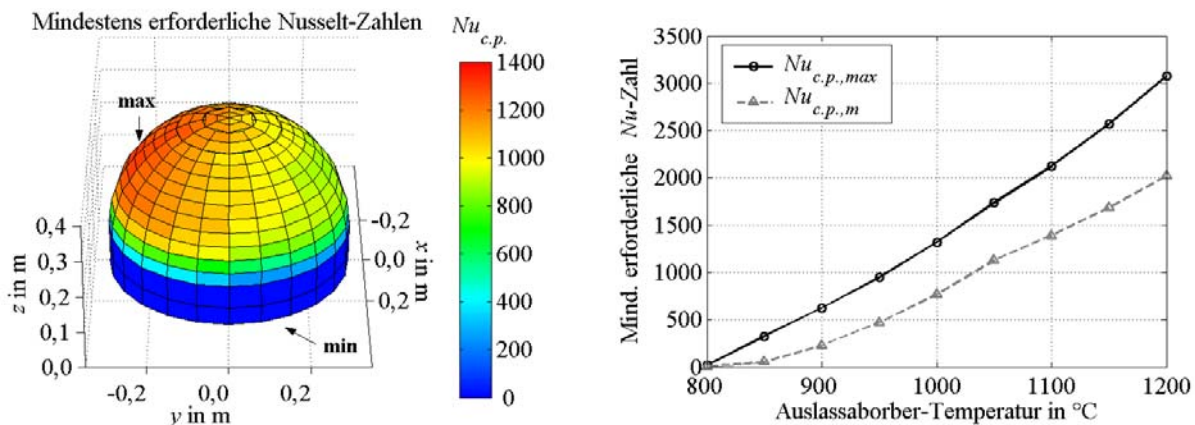 Mindestens erforderliche Nusselt-Zahlen
Nu c.p.
max
min
1400
1200
1000
800
600
400
200
0
0,4
0,3
0,2
0,1
0,0
z in m
-0,2
0,0
0,2
y in m
-0,2
0,0
0,2
x in m
Mind. erforderliche Nu-Zahl
3500
3000
2500
2000
1500
1000
500
0
Nu c.p.,max
Nu c.p.,m
800
900
1000
1100
1200
Auslassaborber-Temperatur in °C